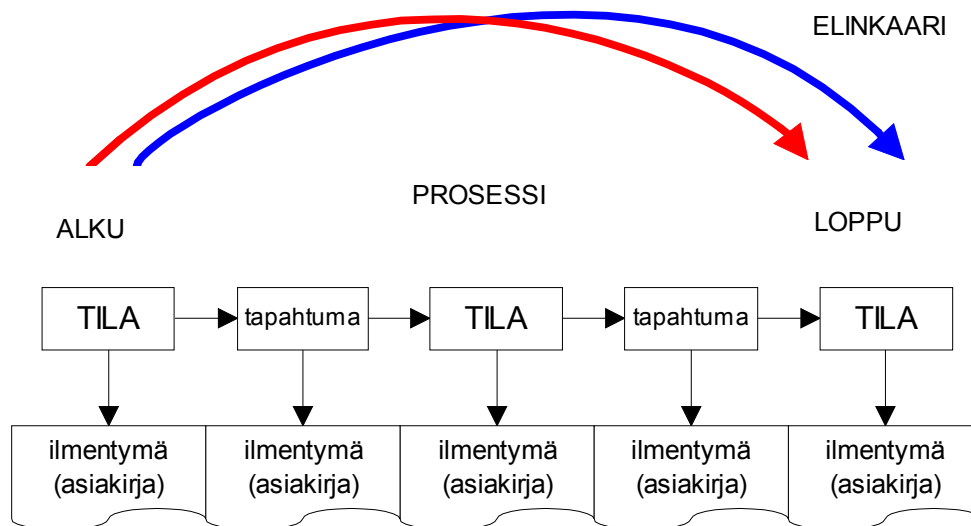 ELINKAARI
PROSESSI
ALKU
LOPPU
TILA
tapahtuma
TILA
tapahtuma
TILA
ilmentymä
(asiakirja)
ilmentymä
(asiakirja)
ilmentymä
(asiakirja)
ilmentymä
(asiakirja)
ilmentymä
(asiakirja)